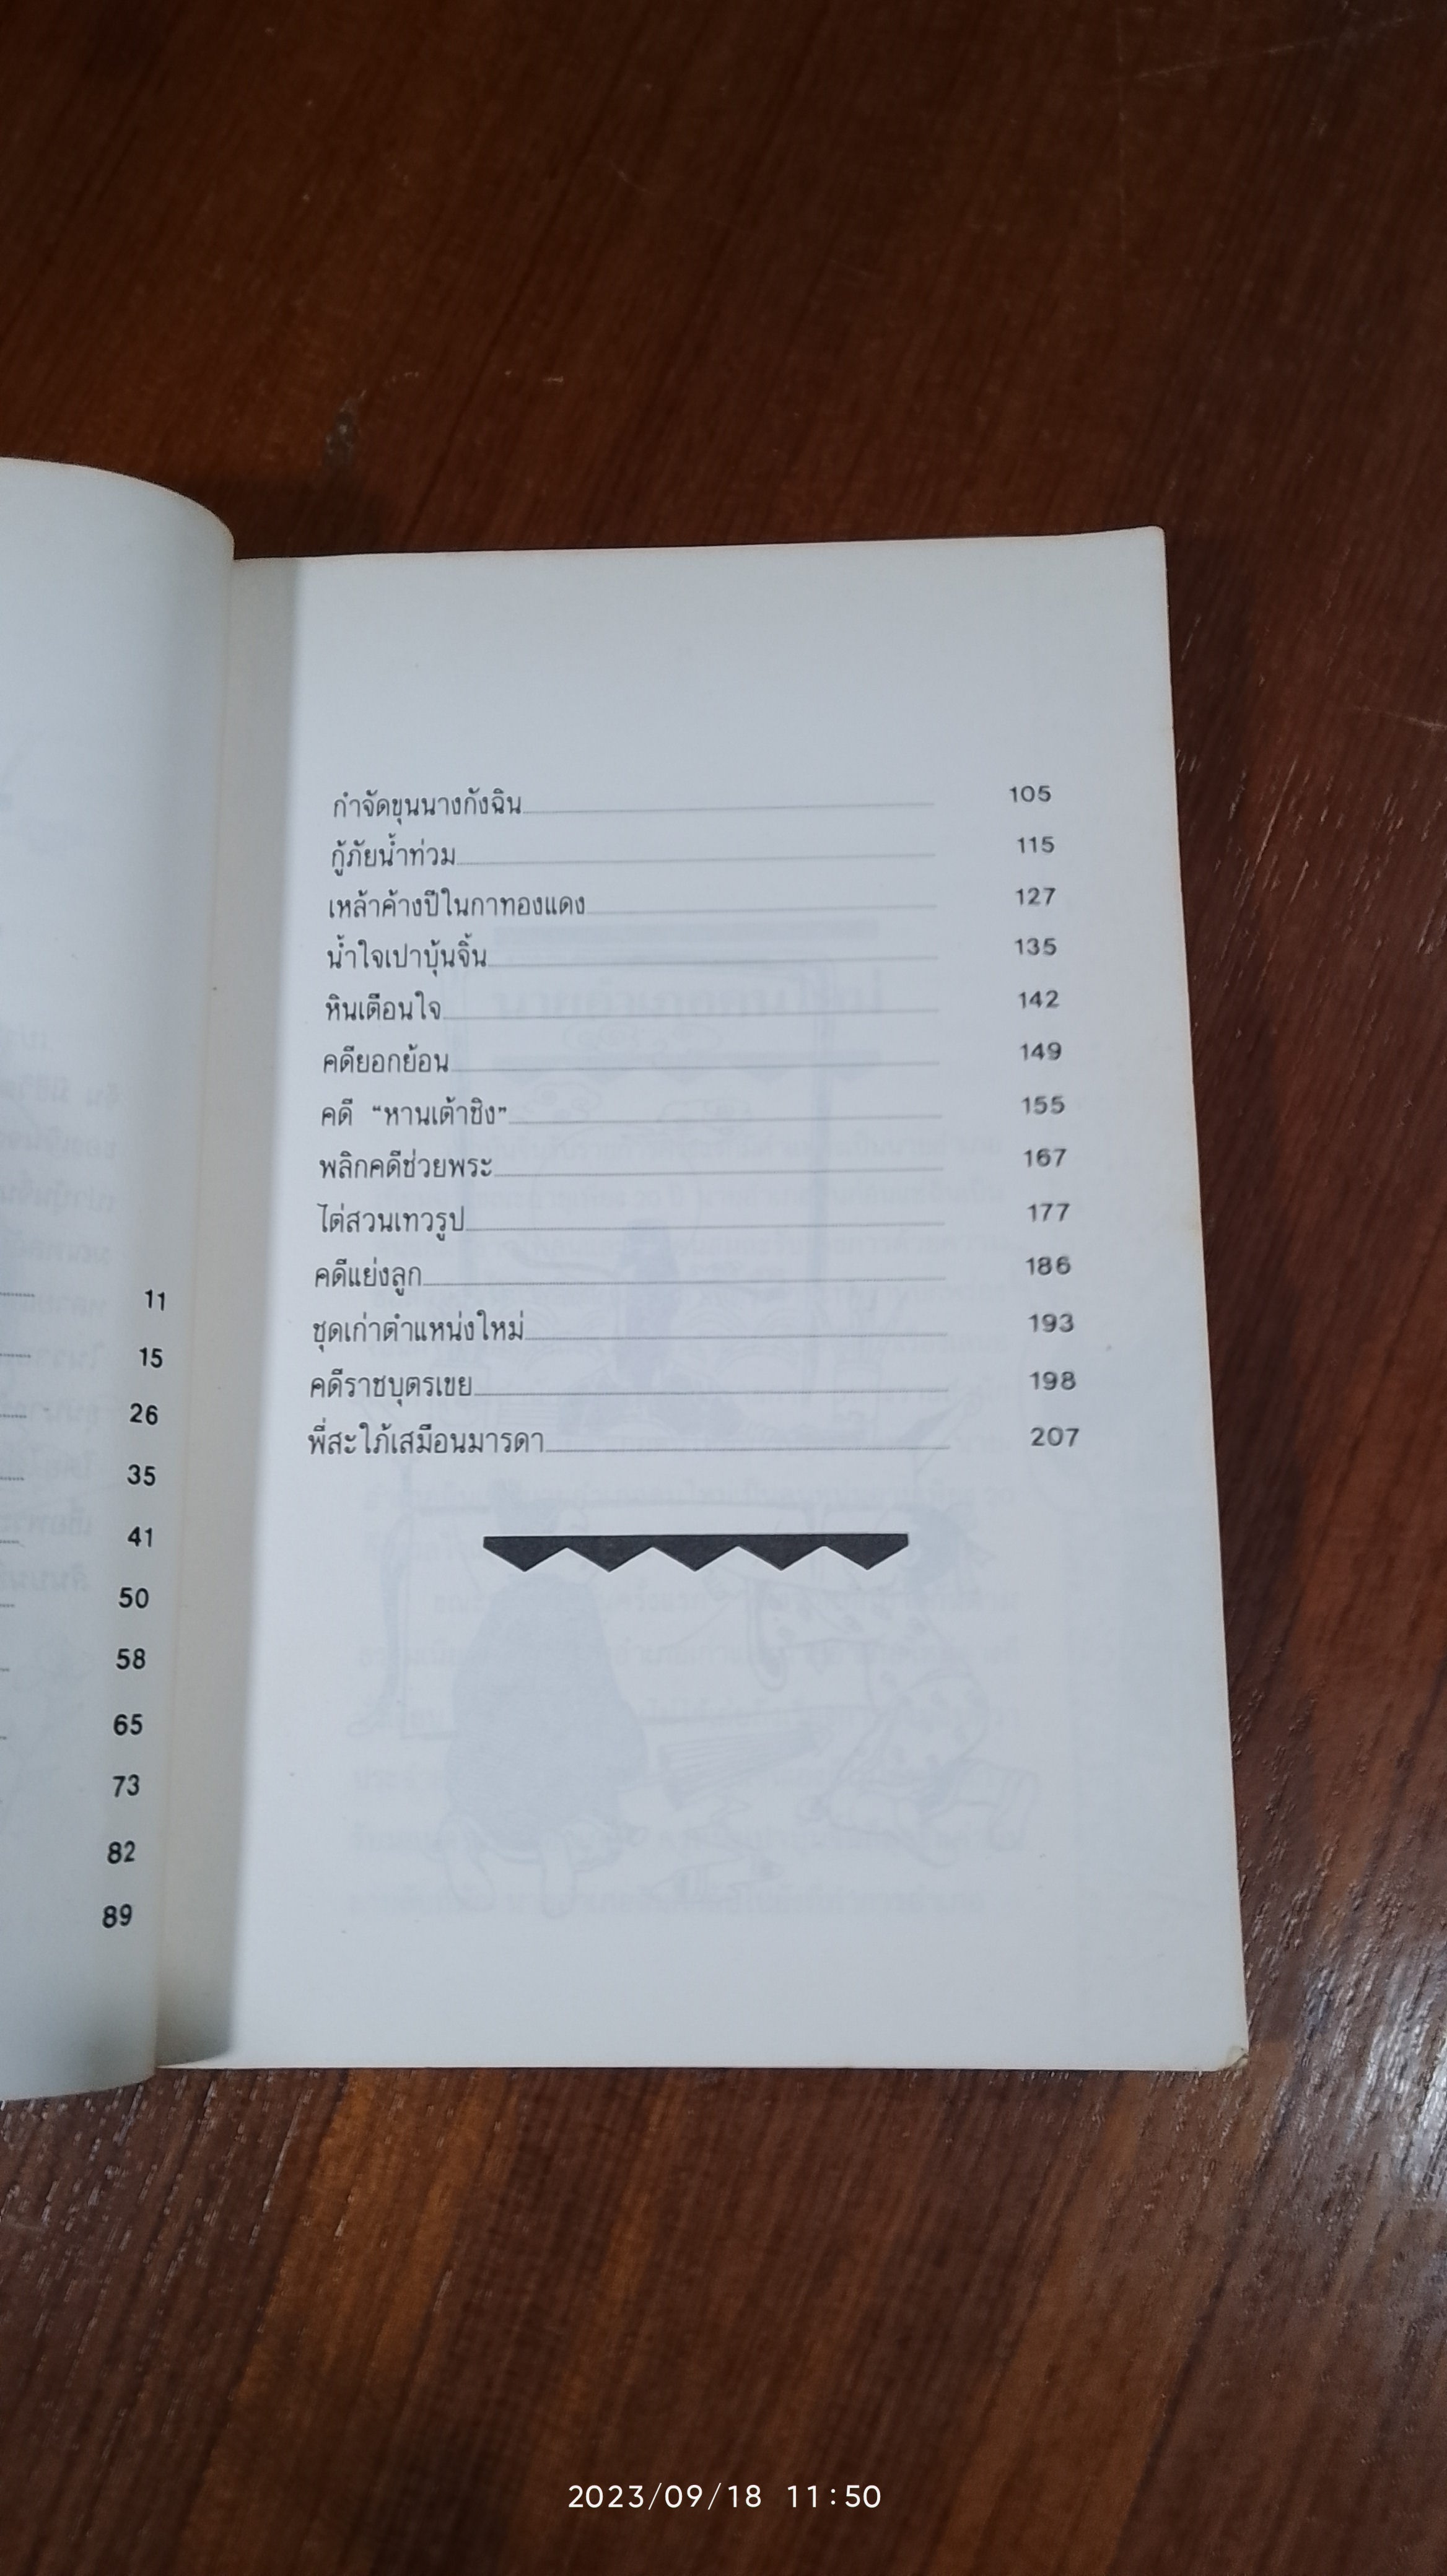 11
15
26
35
41
50
58
65
73
82
89
กำจัดขุนนางกังฉิน 105
กู้ภัยน้ำท่วม 115
เหล้าค้างปีในกาทองแดง 127
น้ำใจเปาบุ้นจิ้น 135
หินเตือนใจ 142
คดียอกย้อน 149
คดี “หานเต้าชิง” 155
พลิกคดีช่วยพระ 167
ไต่สวนเทวรูป 177
คดีแย่งลูก 186
ชุดเก่าตำแหน่งใหม่ 193
คดีราชบุตรเขย 198
พี่สะใภ้เสมือนมารดา 207
2023/09/18 11:50